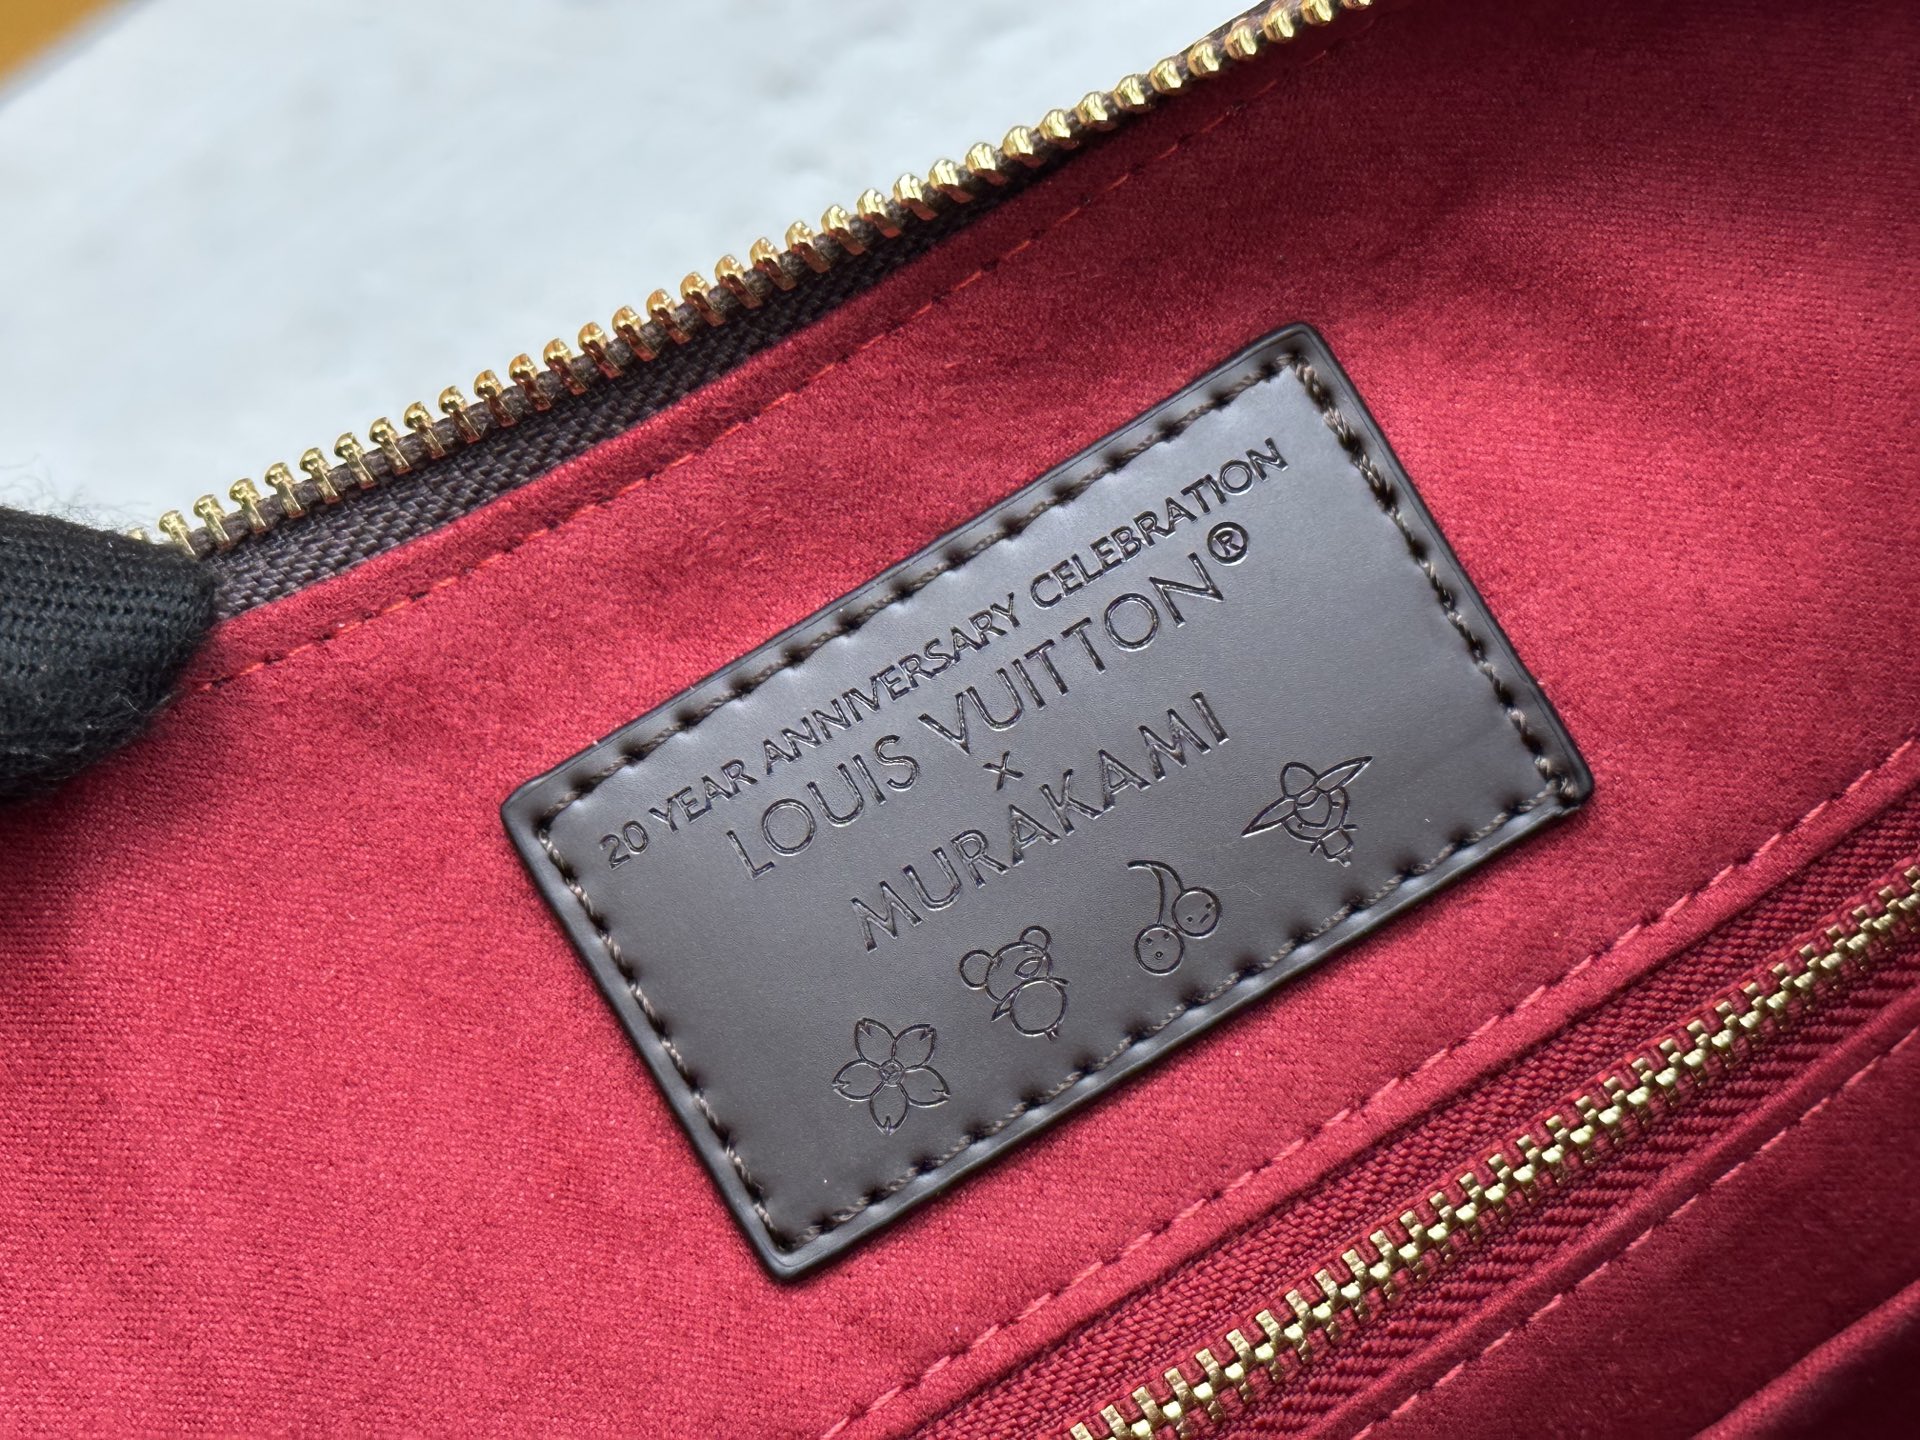 20 YEAR ANNIVERSARY CELEBRATION
LOUIS VUITTON®
x
MURAKAMI